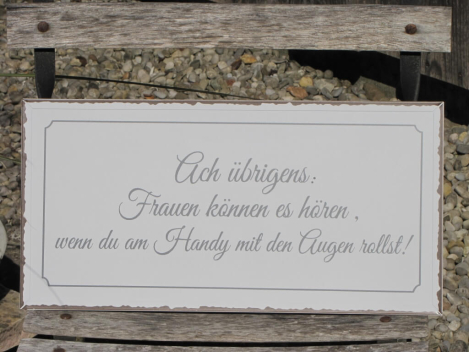 Ach übrigens:
Frauen können es hören,
wenn du am Handy mit den Augen rollst!